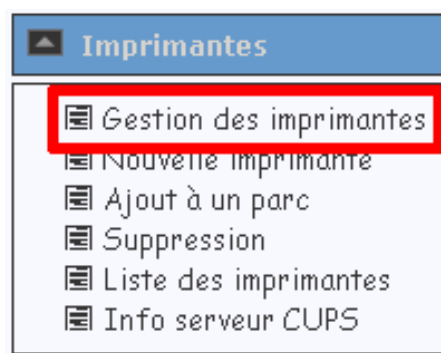 Imprimantes
Gestion des imprimantes
Nouvelle imprimante
Ajout à un parc
Suppression
Liste des imprimantes
Info serveur CUPS